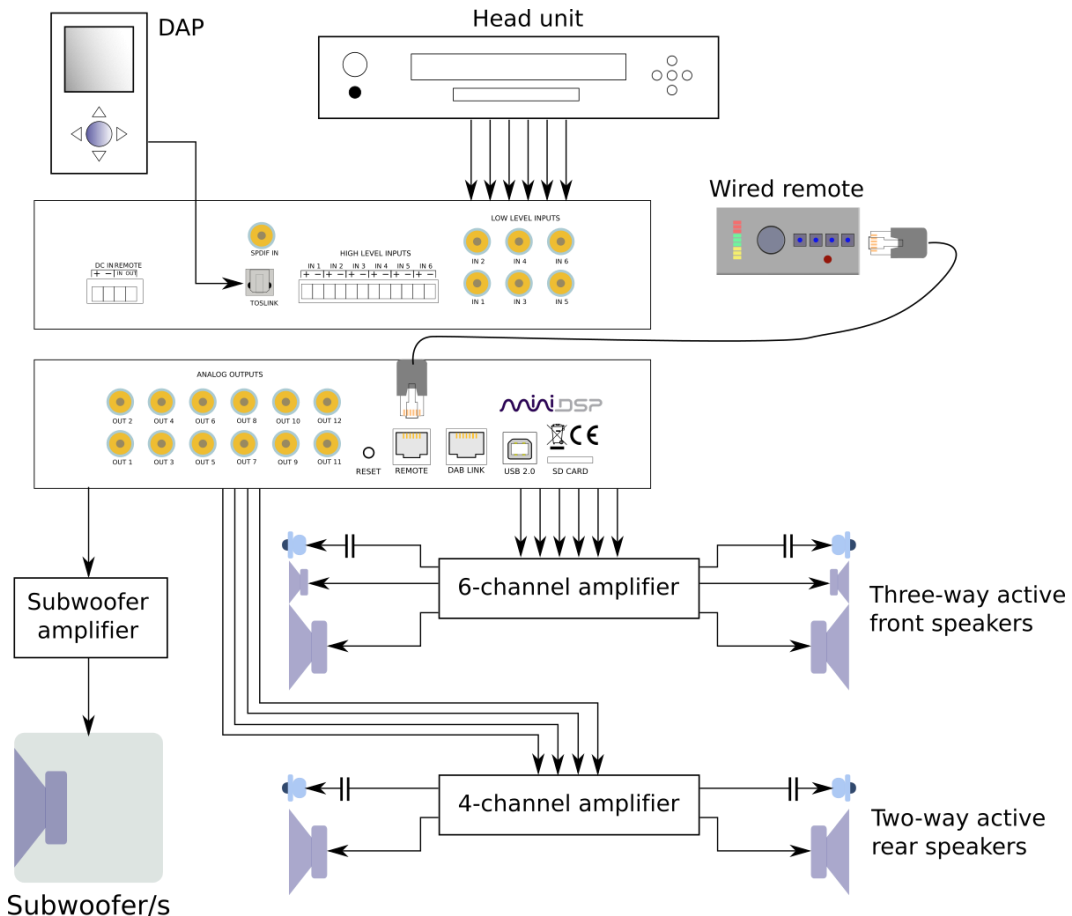 DAP
Head unit
Wired remote
LOW LEVEL INPUTS
SPDIF IN
HIGH LEVEL INPUTS
IN 2 IN 4 IN 6
DC IN REMOTE
+ − IN OUT
IN 1 IN 2 IN 3 IN 4 IN 5 IN 6
+ − + − + − + − + − + −
TOSLINK
IN 1 IN 3 IN 5
ANALOG OUTPUTS
miniDSP
CE
OUT 2 OUT 4 OUT 6 OUT 8 OUT 10 OUT 12
OUT 1 OUT 3 OUT 5 OUT 7 OUT 9 OUT 11
RESET REMOTE DAB LINK USB 2.0 SD CARD
6-channel amplifier
Three-way active
front speakers
Subwoofer
amplifier
4-channel amplifier
Two-way active
rear speakers
Subwoofer/s